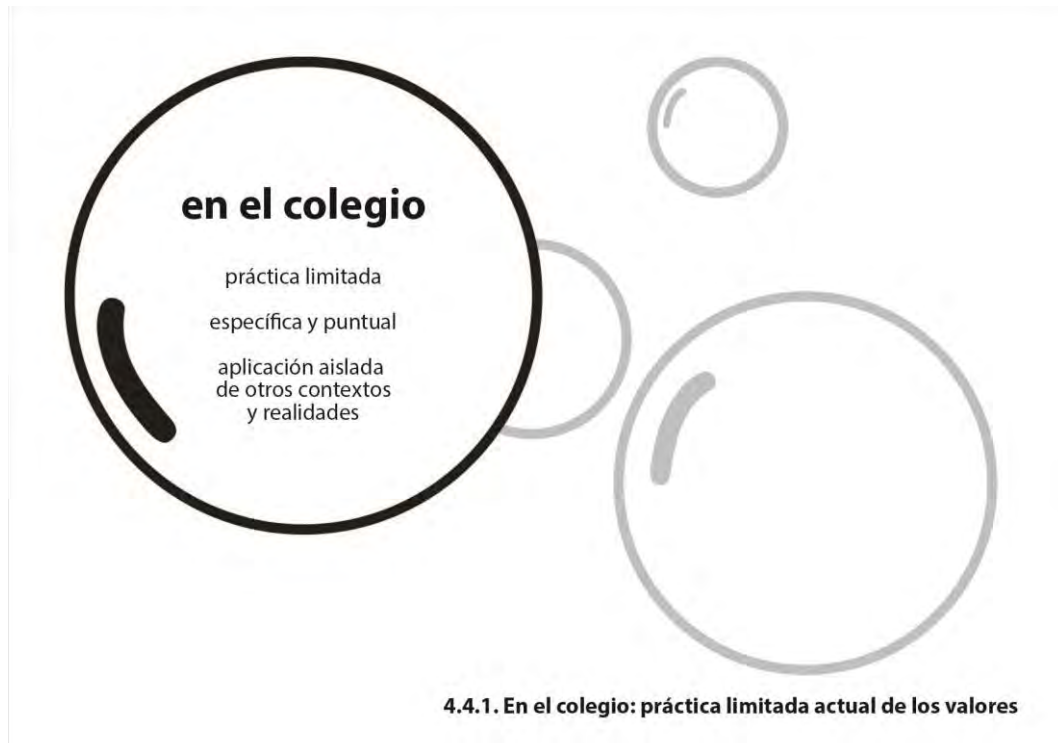 en el colegio
práctica limitada
específica y puntual
aplicación aislada
de otros contextos
y realidades
4.4.1. En el colegio: práctica limitada actual de los valores